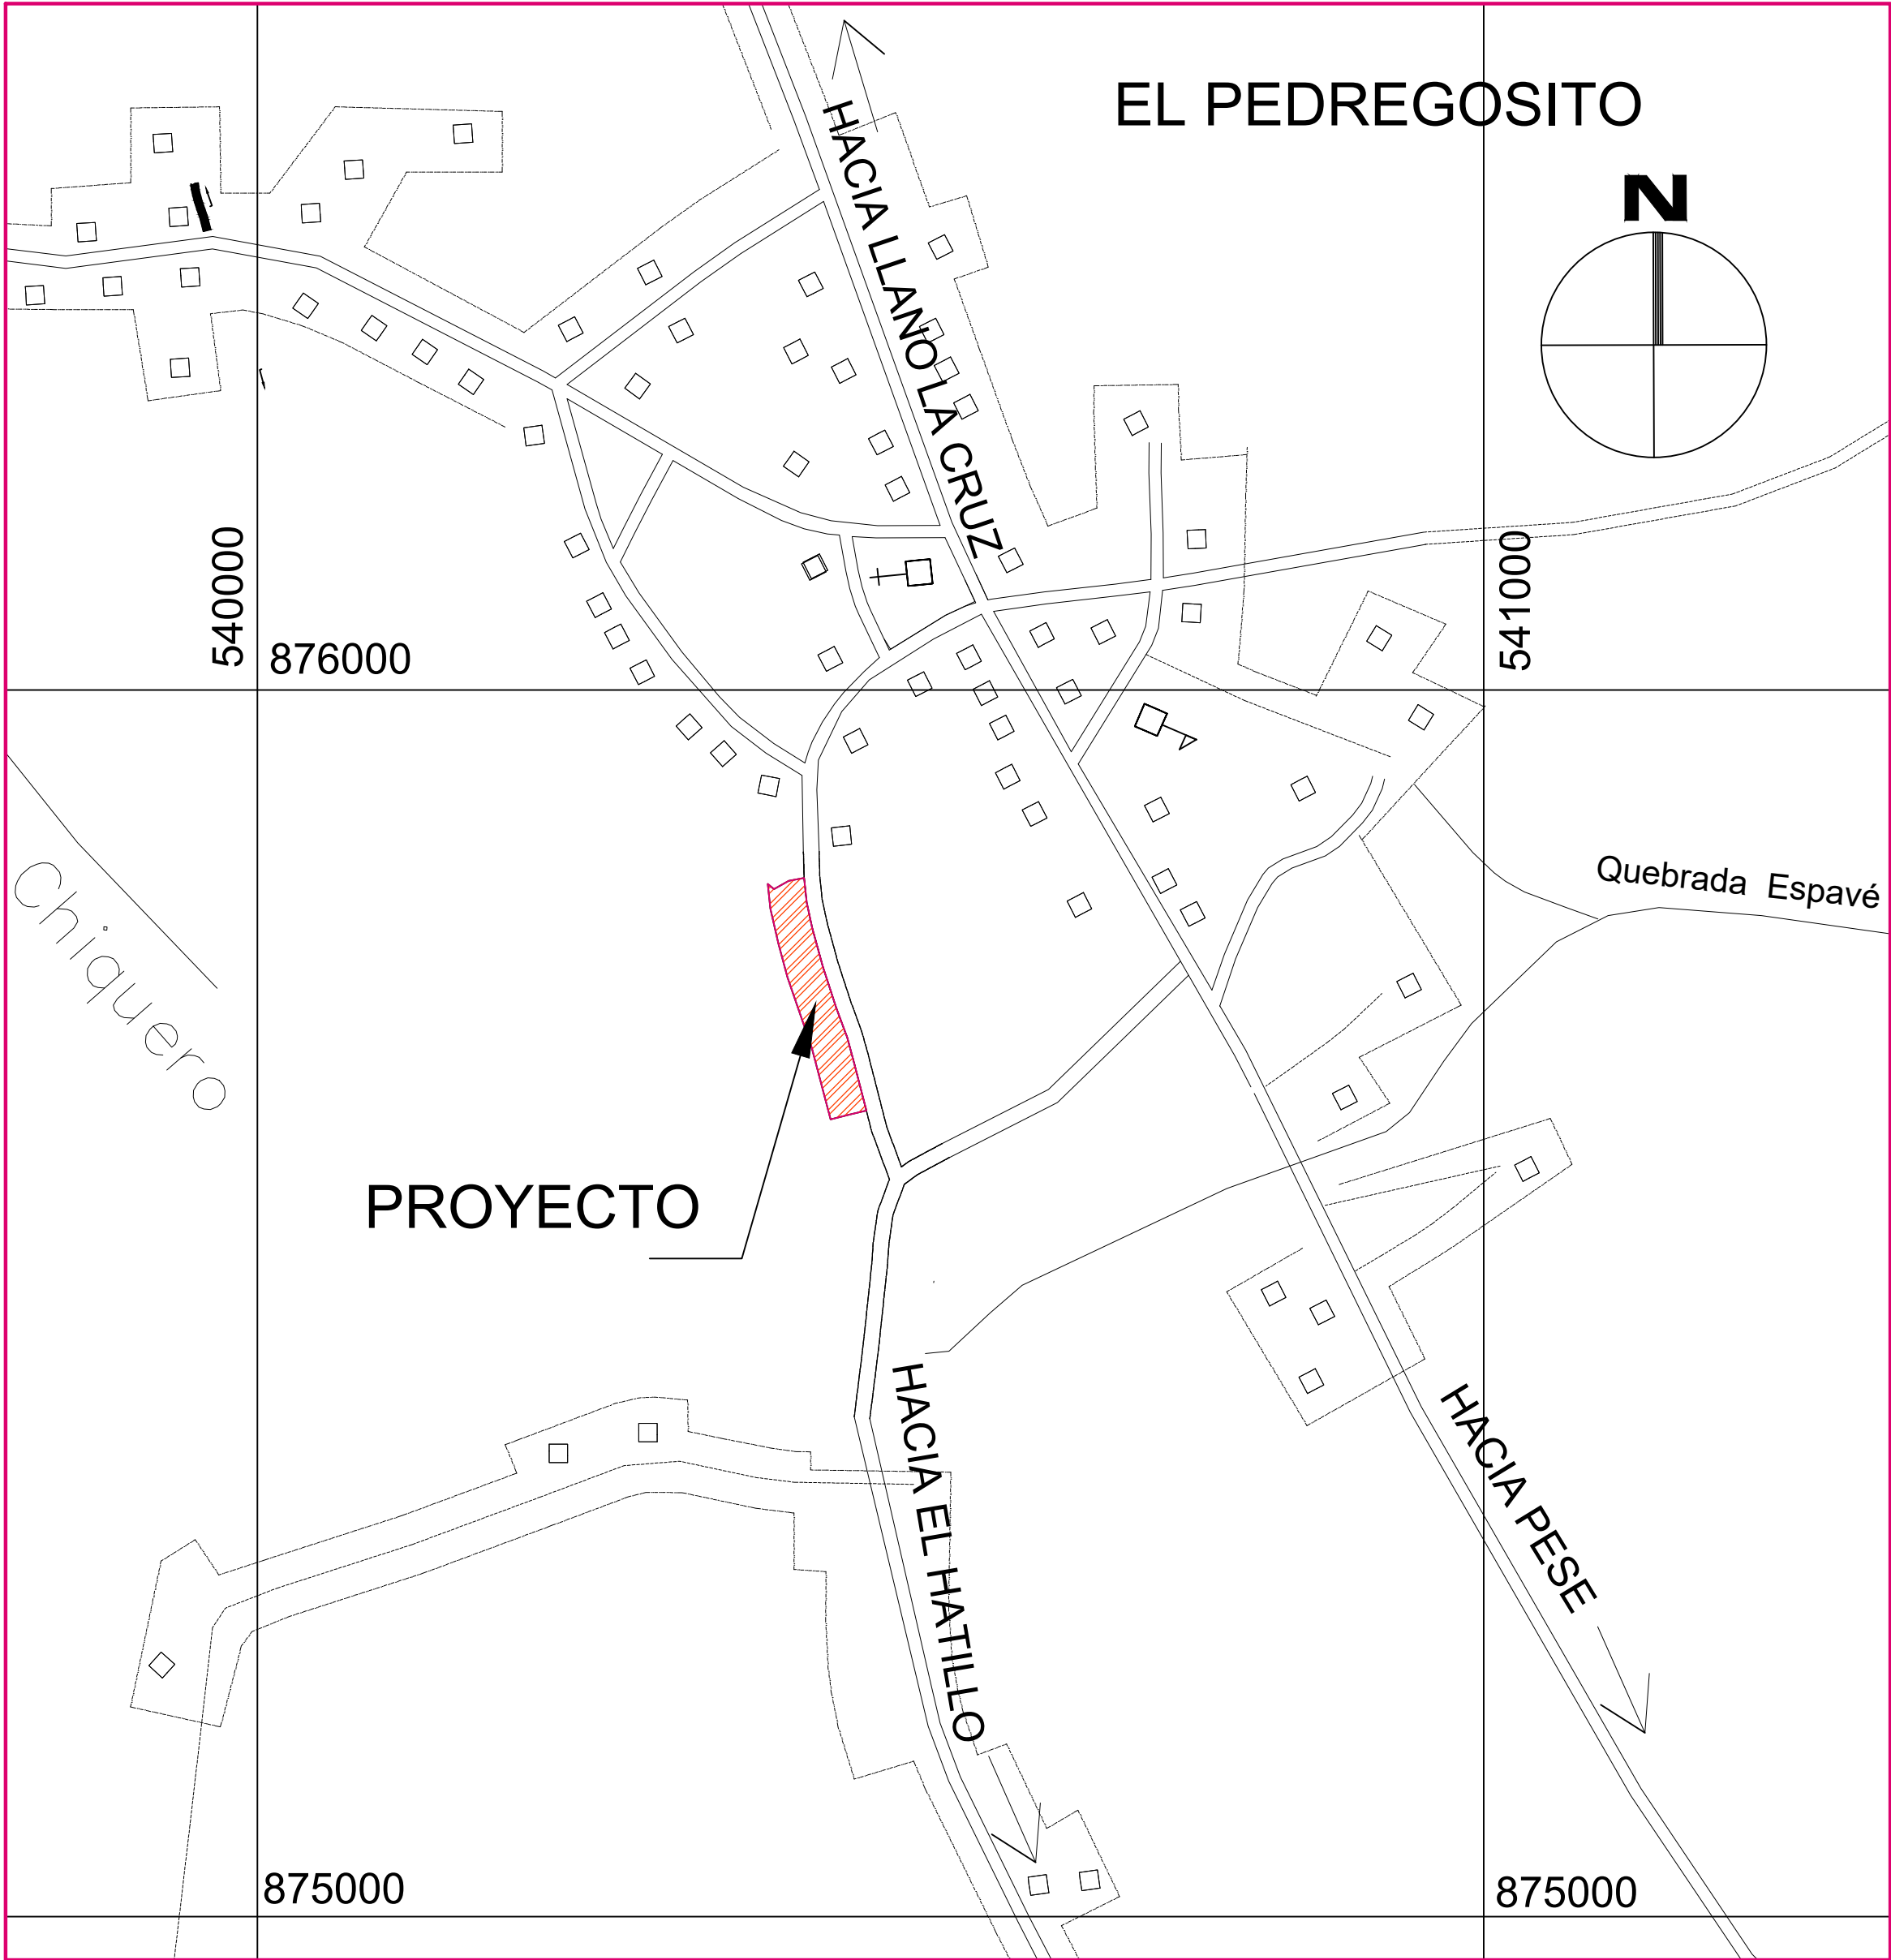 EL PEDREGOSITO
N
HACIA LLANO LA CRUZ
540000
876000
541000
Quebrada Espavé
Chiquero
PROYECTO
HACIA EL HATILLO
HACIA PESE
875000
875000